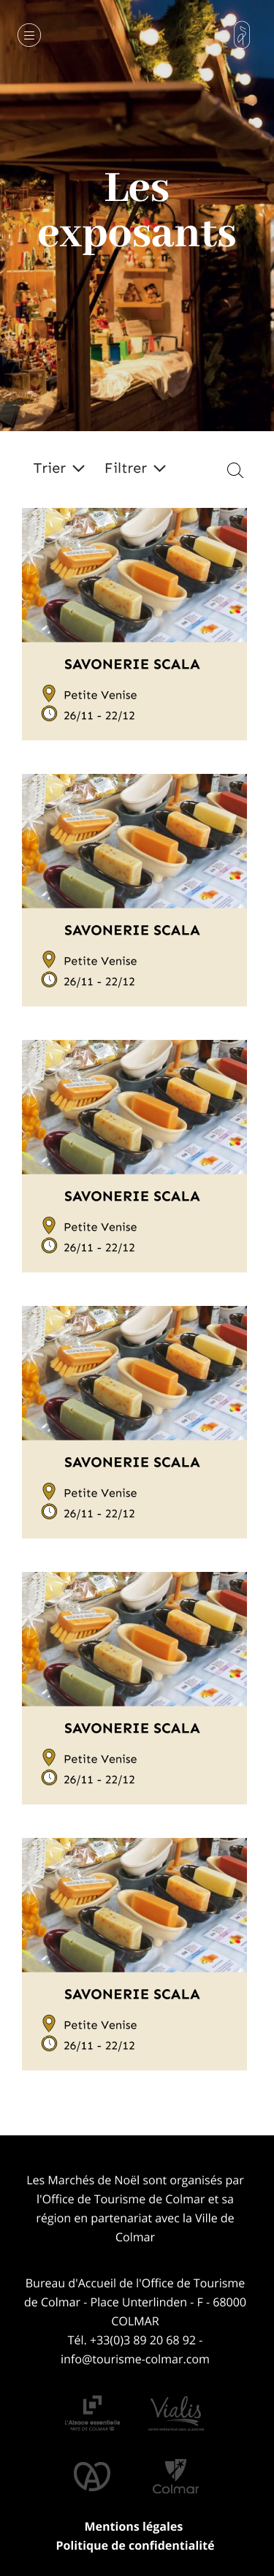 Les
exposants
Trier Filtrer
SAVONERIE SCALA
Petite Venise
26/11 - 22/12
SAVONERIE SCALA
Petite Venise
26/11 - 22/12
SAVONERIE SCALA
Petite Venise
26/11 - 22/12
SAVONERIE SCALA
Petite Venise
26/11 - 22/12
SAVONERIE SCALA
Petite Venise
26/11 - 22/12
SAVONERIE SCALA
Petite Venise
26/11 - 22/12
Les Marchés de Noël sont organisés par
l'Office de Tourisme de Colmar et sa
région en partenariat avec la Ville de
Colmar
Bureau d'Accueil de l'Office de Tourisme
de Colmar - Place Unterlinden - F - 68000
COLMAR
Tél. +33(0)3 89 20 68 92 -
info@tourisme-colmar.com
l'Alsace essentielle
PAYS DE COLMAR
Vialis
Colmar
Mentions légales
Politique de confidentialité